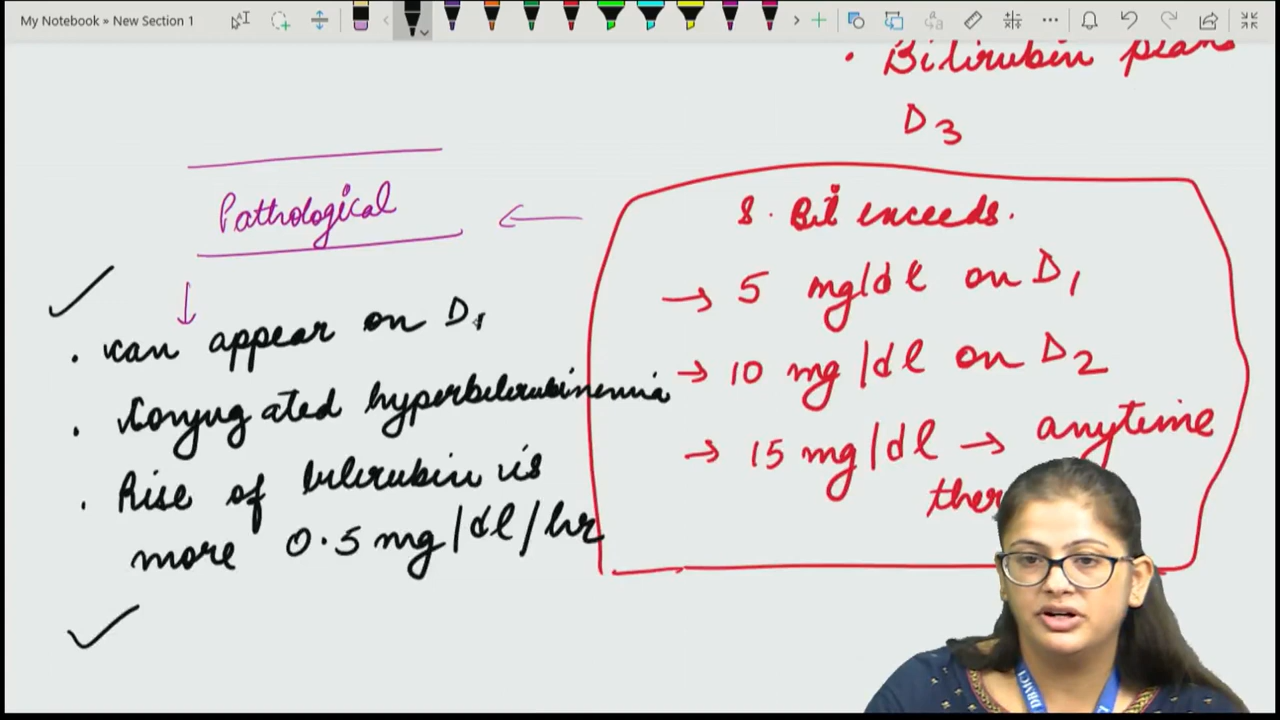 My Notebook » New Section 1
• Bilirubin
D3
Pathological
• can appear on D1
• Conjugated hyperbilirubinemia
• Rise of bilirubin is
more 0.5 mg/dl/hr
S. Bil exceeds.
→ 5 mg/dl on D1
→ 10 mg/dl on D2
→ 15 mg/dl → anytime
DBMCI